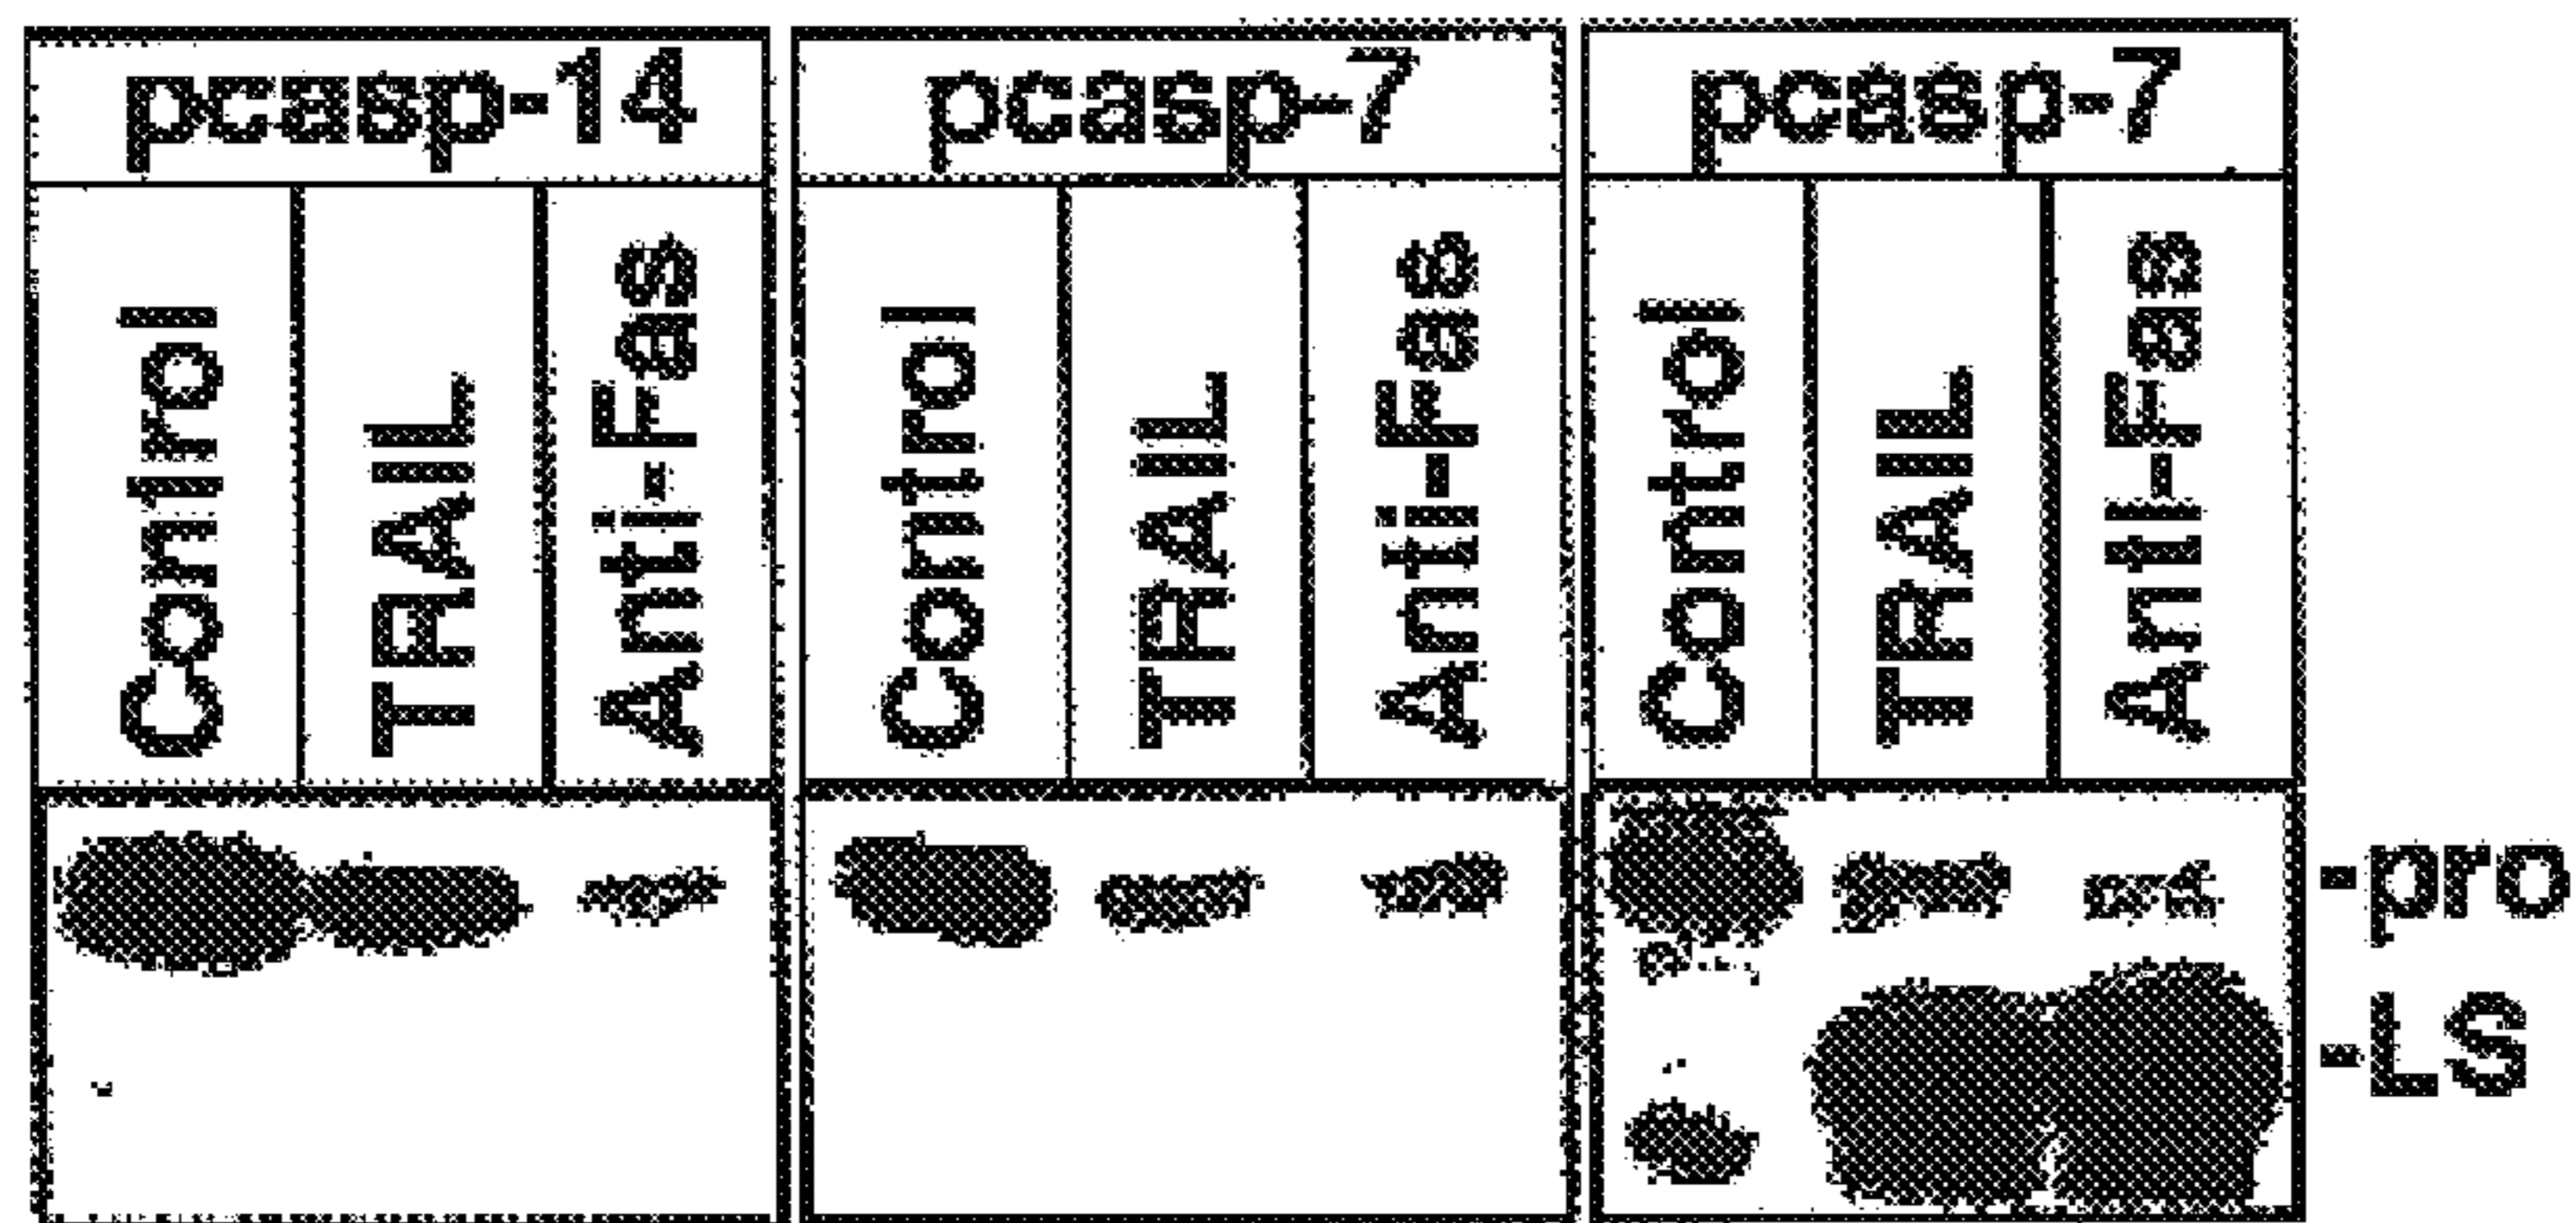 pcasp-14 pcasp-7 pcasp-7
Control TRAIL Anti-Fas Control TRAIL Anti-Fas Control TRAIL Anti-Fas
-pro
-LS